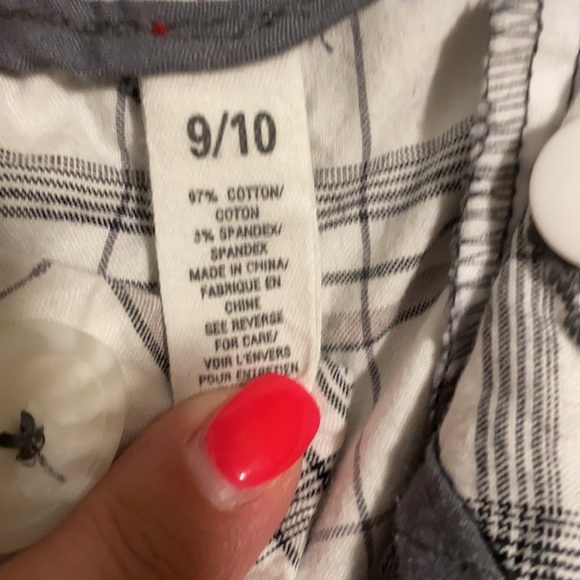 9/10
97% COTTON/
COTON
3% SPANDEX/
SPANDEX
MADE IN CHINA/
FABRIQUE EN
CHINE
SEE REVERSE
FOR CARE/
VOIR L'ENVERS
POUR ENTRETIEN